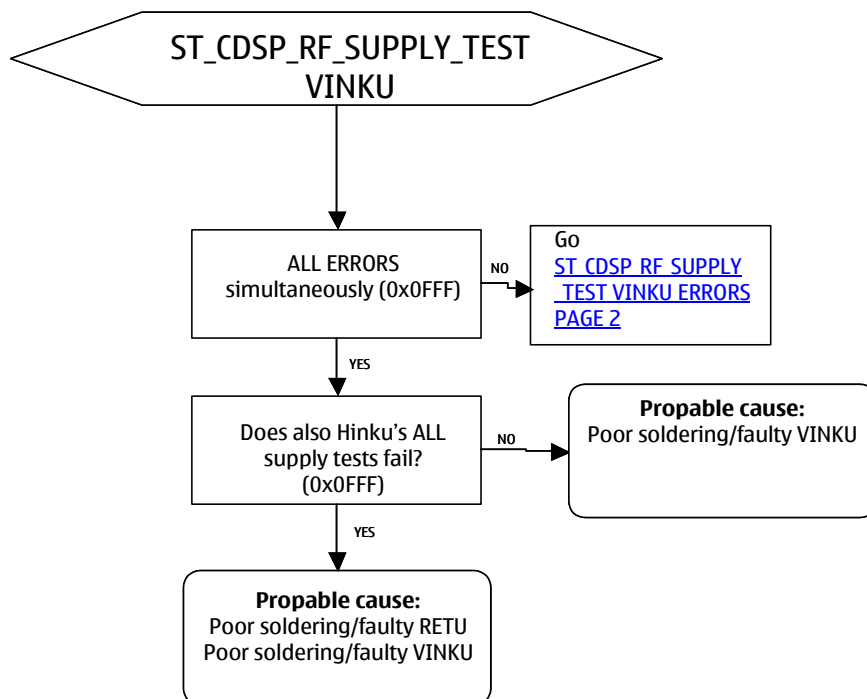 ST_CDSP_RF_SUPPLY_TEST
VINKU
ALL ERRORS
simultaneously (0x0FFF)
NO
Go
ST CDSP RF SUPPLY
_TEST VINKU ERRORS
PAGE 2
YES
Does also Hinku's ALL
supply tests fail?
(0x0FFF)
NO
Propable cause:
Poor soldering/faulty VINKU
YES
Propable cause:
Poor soldering/faulty RETU
Poor soldering/faulty VINKU